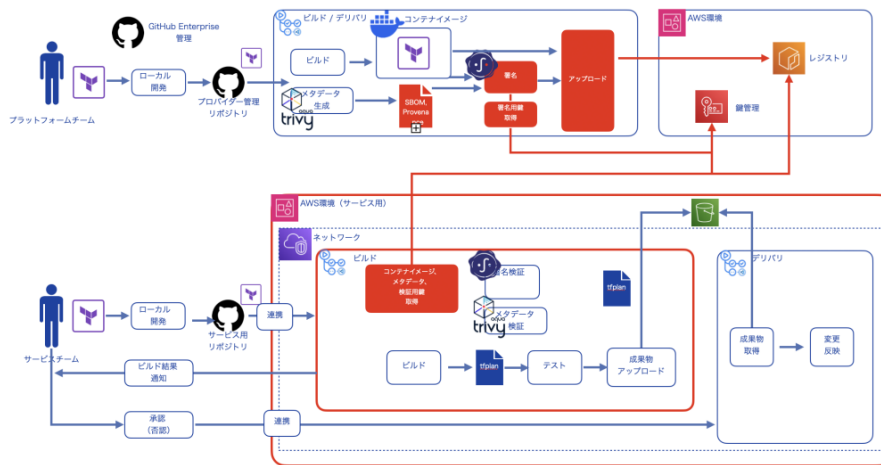 GitHub Enterprise
管理
プラットフォームチーム
ローカル
開発
プロバイダー管理
リポジトリ
ビルド / デリバリ
コンテナイメージ
ビルド
メタデータ
生成
aqua
trivy
SBOM,
Provena
署名
署名用鍵
取得
アップロード
AWS環境
レジストリ
鍵管理
AWS環境（サービス用）
ネットワーク
ビルド
コンテナイメージ、
メタデータ、
検証用鍵
取得
署名検証
aqua
trivy
メタデータ
検証
tfplan
ビルド
tfplan
テスト
成果物
アップロード
デリバリ
成果物
取得
変更
反映
サービスチーム
ローカル
開発
サービス用
リポジトリ
連携
ビルド結果
通知
承認
（否認）
連携